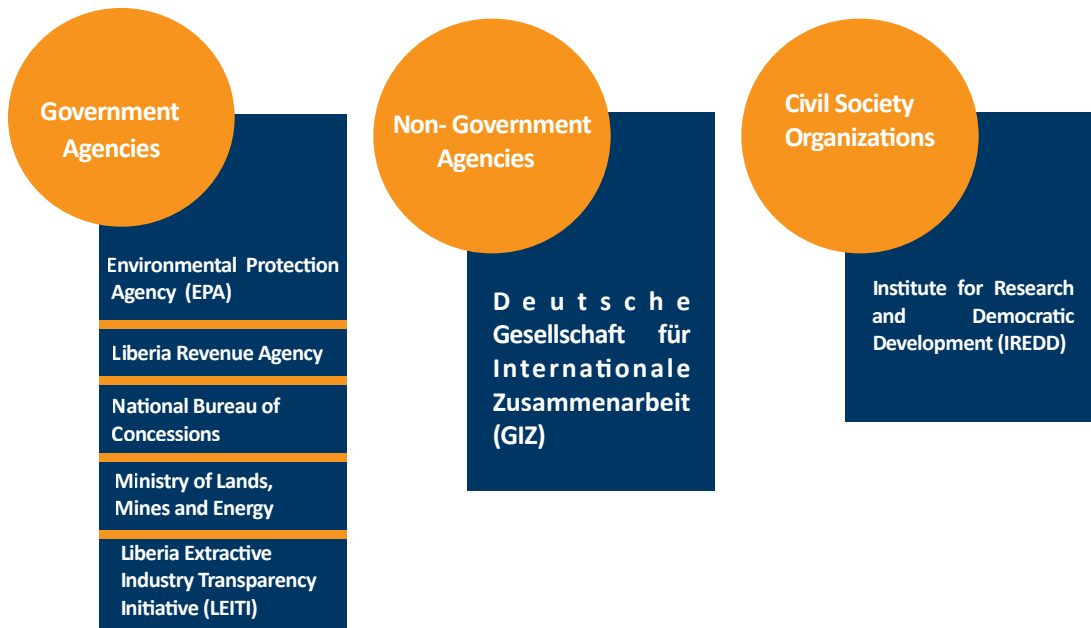 Government
Agencies
Environmental Protection
Agency (EPA)
Liberia Revenue Agency
National Bureau of
Concessions
Ministry of Lands,
Mines and Energy
Liberia Extractive
Industry Transparency
Initiative (LEITI)
Non- Government
Agencies
Deutsche
Gesellschaft für
Internationale
Zusammenarbeit
(GIZ)
Civil Society
Organizations
Institute for Research
and Democratic
Development (IREDD)